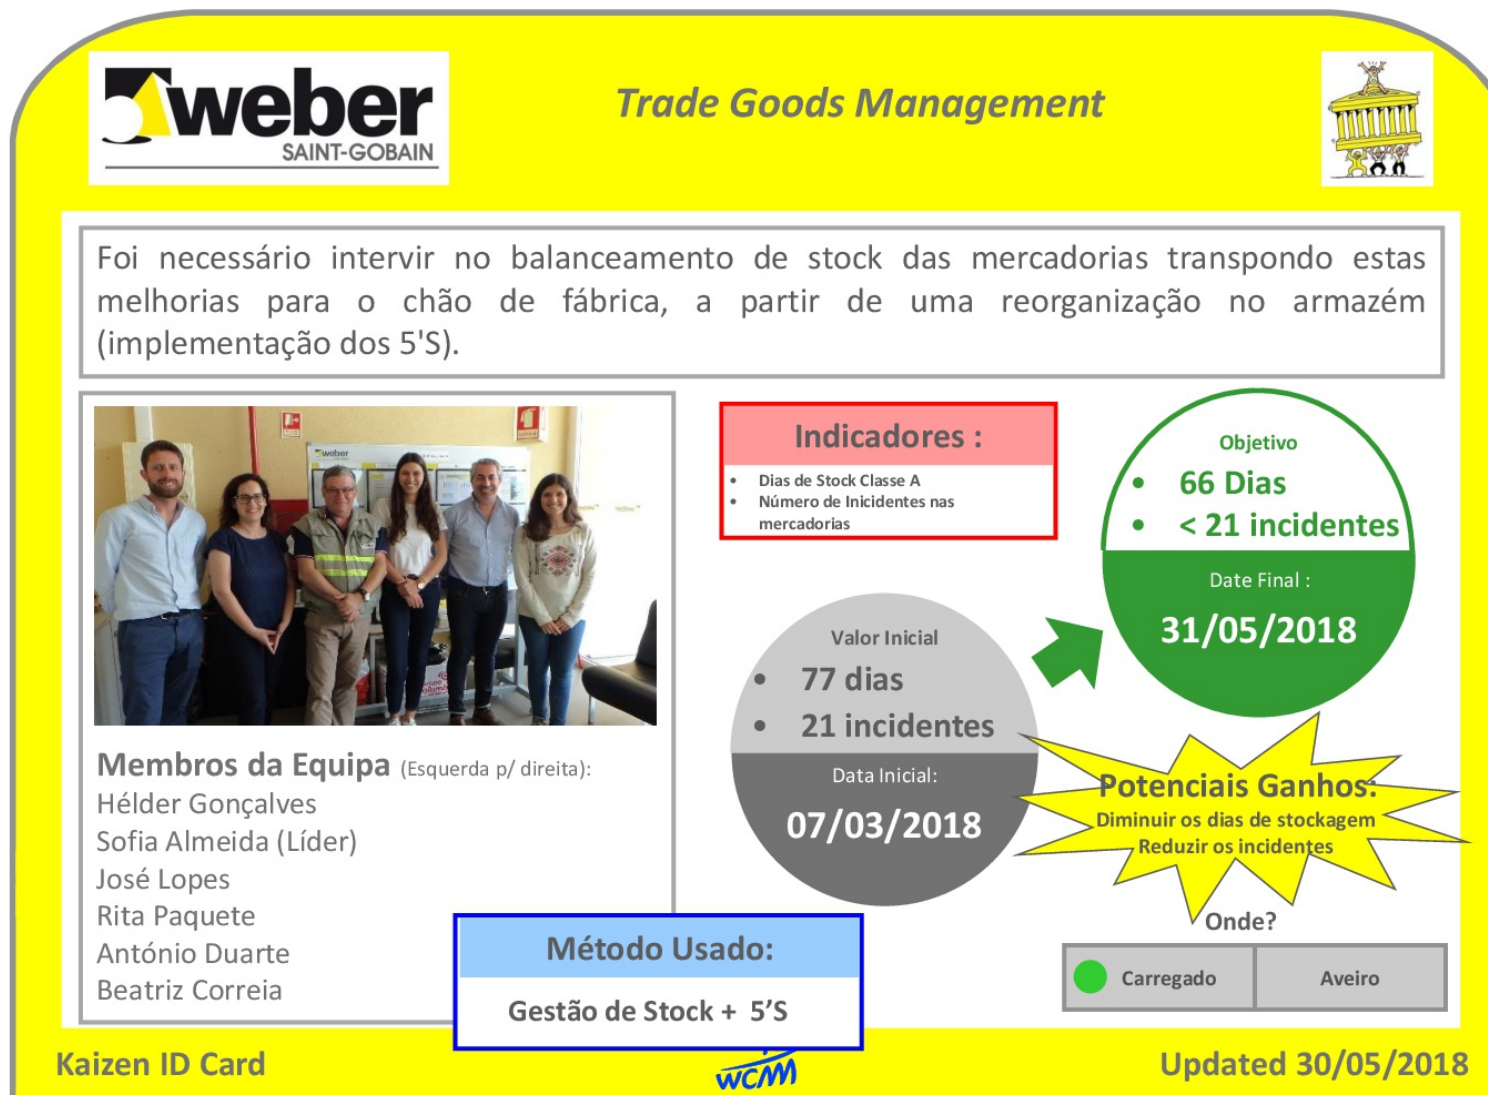 weber
SAINT-GOBAIN
Trade Goods Management
Foi necessário intervir no balanceamento de stock das mercadorias transpondo estas
melhorias para o chão de fábrica, a partir de uma reorganização no armazém
(implementação dos 5'S).
weber
Membros da Equipa (Esquerda p/ direita):
Hélder Gonçalves
Sofia Almeida (Líder)
José Lopes
Rita Paquete
António Duarte
Beatriz Correia
Indicadores :
• Dias de Stock Classe A
• Número de Inicidentes nas
mercadorias
Valor Inicial
• 77 dias
• 21 incidentes
Data Inicial:
07/03/2018
Objetivo
• 66 Dias
• < 21 incidentes
Date Final :
31/05/2018
Potenciais Ganhos:
Diminuir os dias de stockagem
Reduzir os incidentes
Onde?
Carregado
Aveiro
Método Usado:
Gestão de Stock + 5’S
Kaizen ID Card
WCM
Updated 30/05/2018